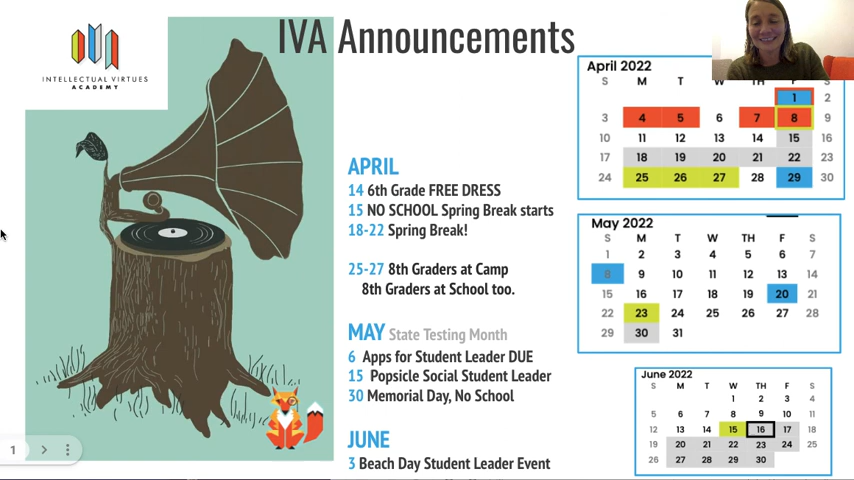 IVA Announcements
INTELLECTUAL VIRTUES
ACADEMY
APRIL
14 6th Grade FREE DRESS
15 NO SCHOOL Spring Break starts
18-22 Spring Break!
25-27 8th Graders at Camp
8th Graders at School too.
MAY State Testing Month
6 Apps for Student Leader DUE
15 Popsicle Social Student Leader
30 Memorial Day, No School
JUNE
3 Beach Day Student Leader Event
April 2022
S M T W TH F S
1 2
3 4 5 6 7 8 9
10 11 12 13 14 15 16
17 18 19 20 21 22 23
24 25 26 27 28 29 30
May 2022
S M T W TH F S
1 2 3 4 5 6 7
8 9 10 11 12 13 14
15 16 17 18 19 20 21
22 23 24 25 26 27 28
29 30 31
June 2022
S M T W TH F S
1 2 3 4
5 6 7 8 9 10 11
12 13 14 15 16 17 18
19 20 21 22 23 24 25
26 27 28 29 30
1